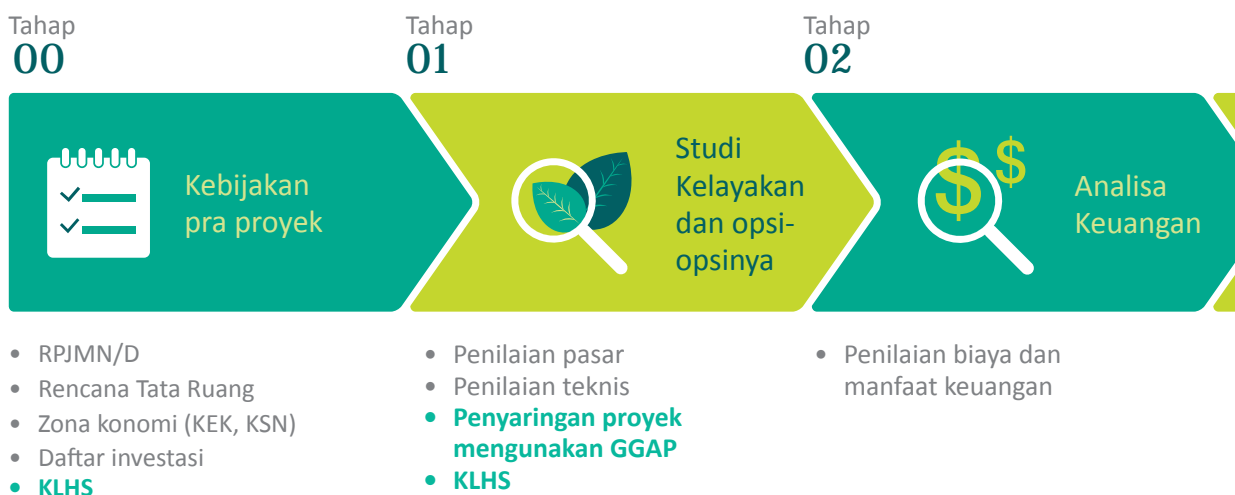 Tahap
00
Kebijakan
pra proyek
• RPJMN/D
• Rencana Tata Ruang
• Zona konomi (KEK, KSN)
• Daftar investasi
• KLHS
Tahap
01
Studi
Kelayakan
dan opsi-
opsinya
• Penilaian pasar
• Penilaian teknis
• Penyaringan proyek
mengunakan GGAP
• KLHS
Tahap
02
$
$
Analisa
Keuangan
• Penilaian biaya dan
manfaat keuangan